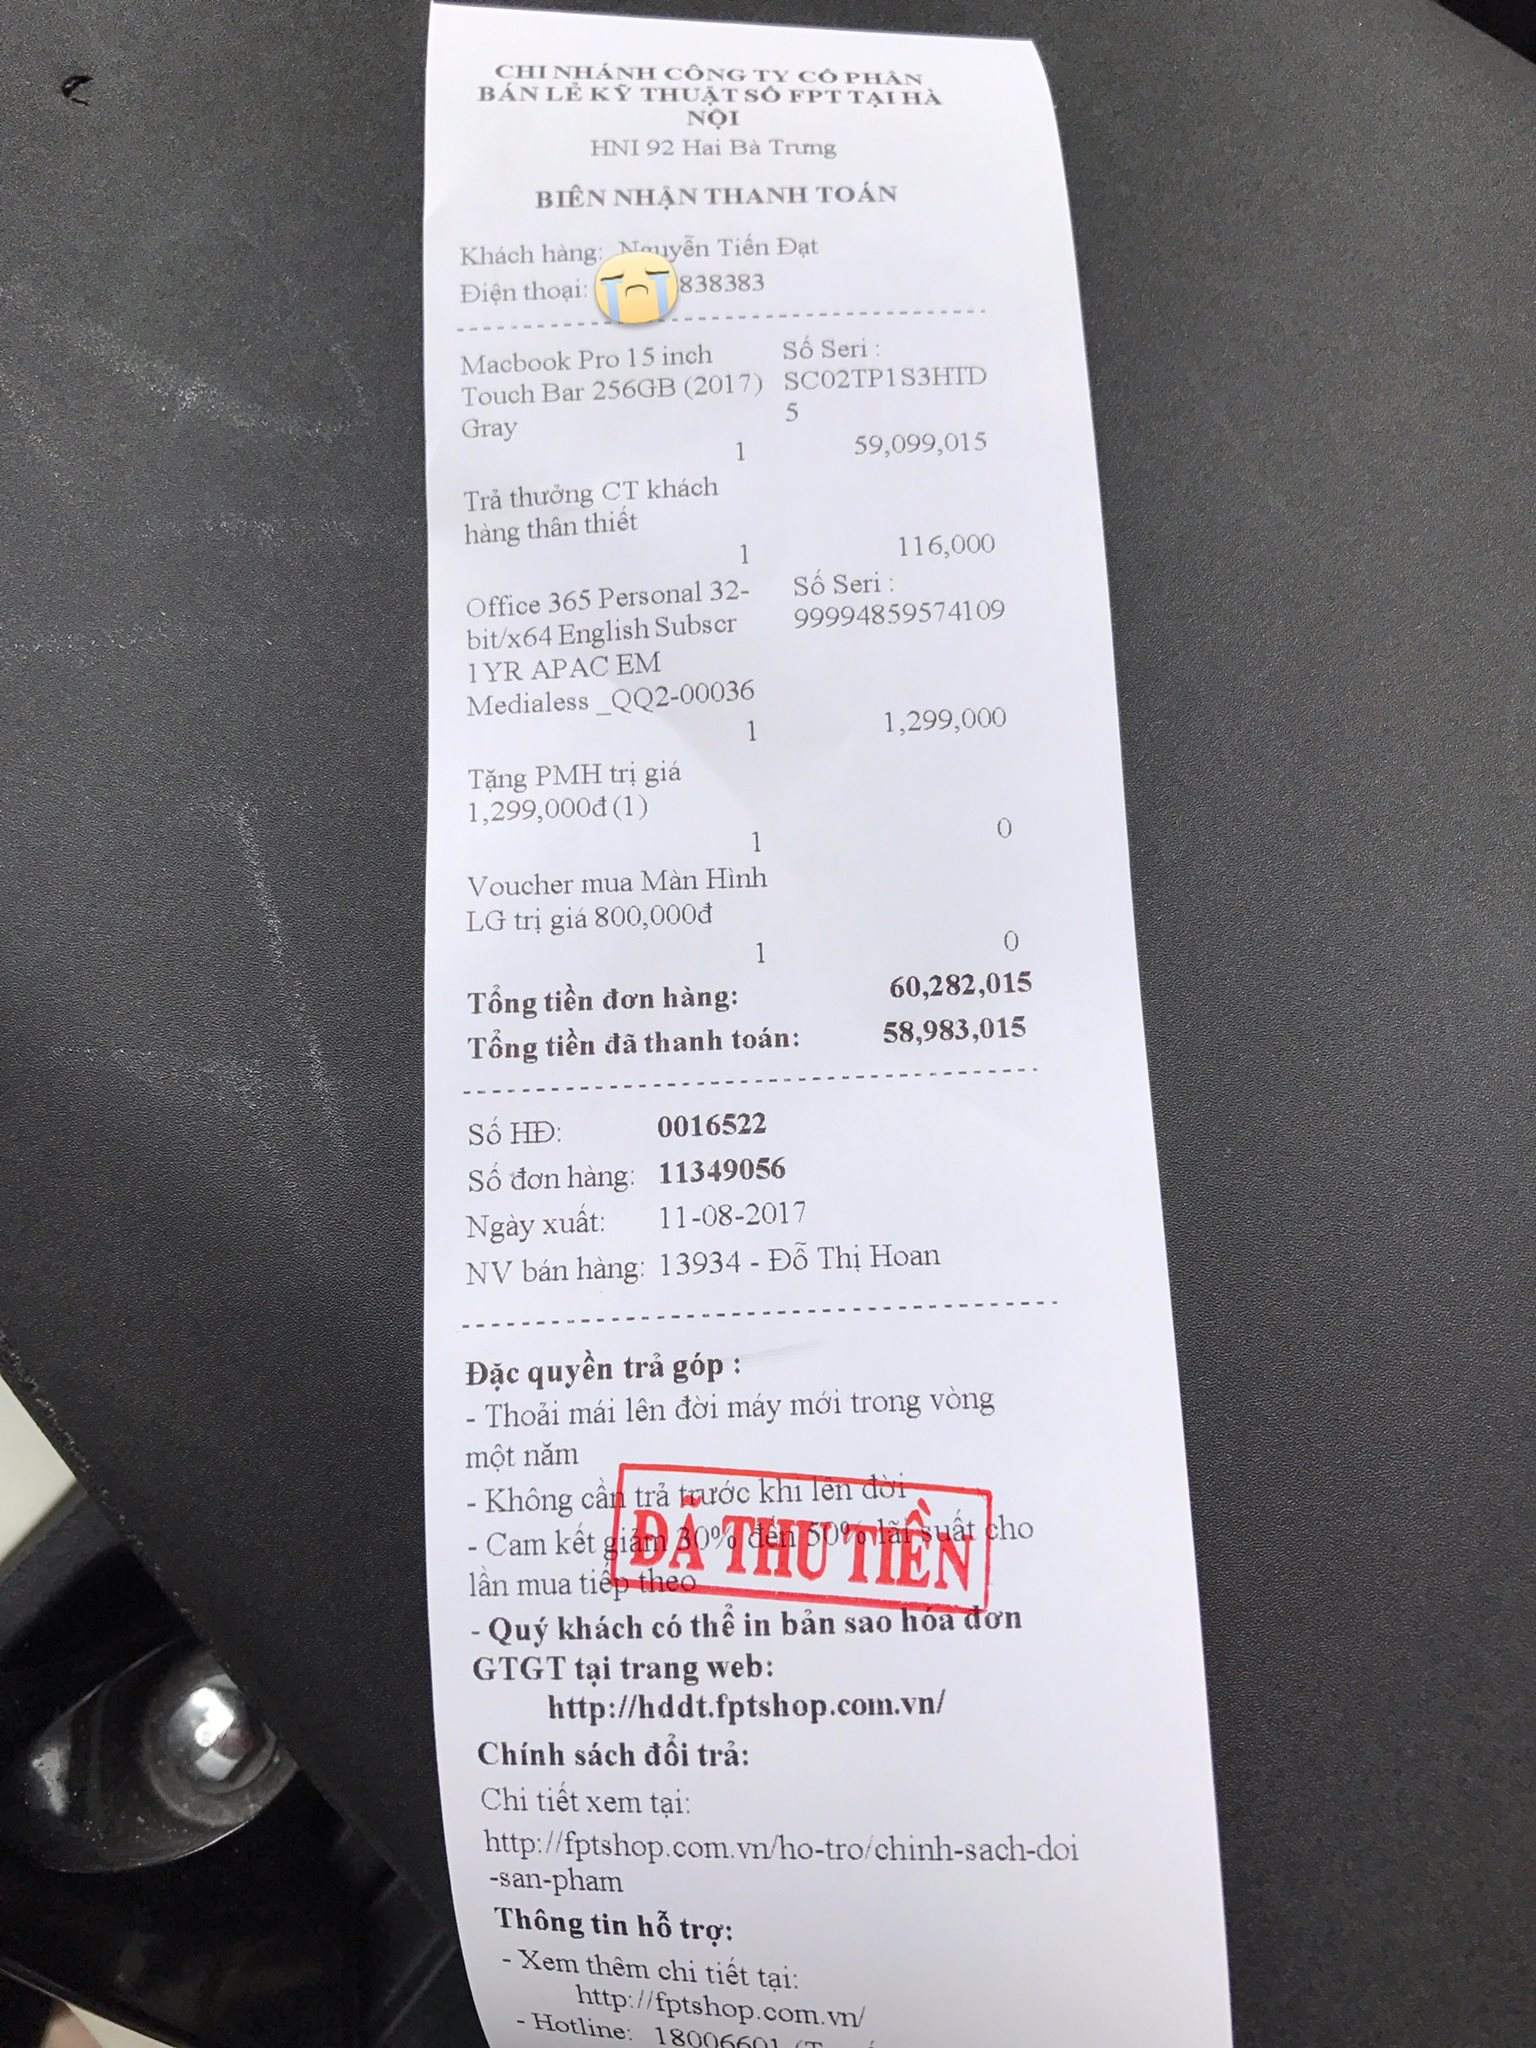 CHI NHÁNH CÔNG TY CỔ PHẦN
BÁN LẺ KỸ THUẬT SỐ FPT TẠI HÀ
NỘI
HNI 92 Hai Bà Trưng
BIÊN NHẬN THANH TOÁN
Khách hàng: Nguyễn Tiến Đạt
Điện thoại: 838383
Macbook Pro 15 inch Số Seri :
Touch Bar 256GB (2017) SC02TP1S3HTD
Gray 5
1 59,099,015
Trả thưởng CT khách
hàng thân thiết
1 116,000
Office 365 Personal 32- Số Seri :
bit/x64 English Subscr 99994859574109
1YR APAC EM
Medialess _QQ2-00036
1 1,299,000
Tặng PMH trị giá
1,299,000đ (1)
1 0
Voucher mua Màn Hình
LG trị giá 800,000đ
1 0
Tổng tiền đơn hàng: 60,282,015
Tổng tiền đã thanh toán: 58,983,015
Số HĐ: 0016522
Số đơn hàng: 11349056
Ngày xuất: 11-08-2017
NV bán hàng: 13934 - Đỗ Thị Hoan
Đặc quyền trả góp :
- Thoải mái lên đời máy mới trong vòng
một năm
- Không cần trả trước khi lên đời
- Cam kết giảm 30% đến 50% lãi suất cho
lần mua tiếp theo
ĐÃ THU TIỀN
- Quý khách có thể in bản sao hóa đơn
GTGT tại trang web:
http://hddt.fptshop.com.vn/
Chính sách đổi trả:
Chi tiết xem tại:
http://fptshop.com.vn/ho-tro/chinh-sach-doi
-san-pham
Thông tin hỗ trợ:
- Xem thêm chi tiết tại:
http://fptshop.com.vn/
- Hotline: 18006601